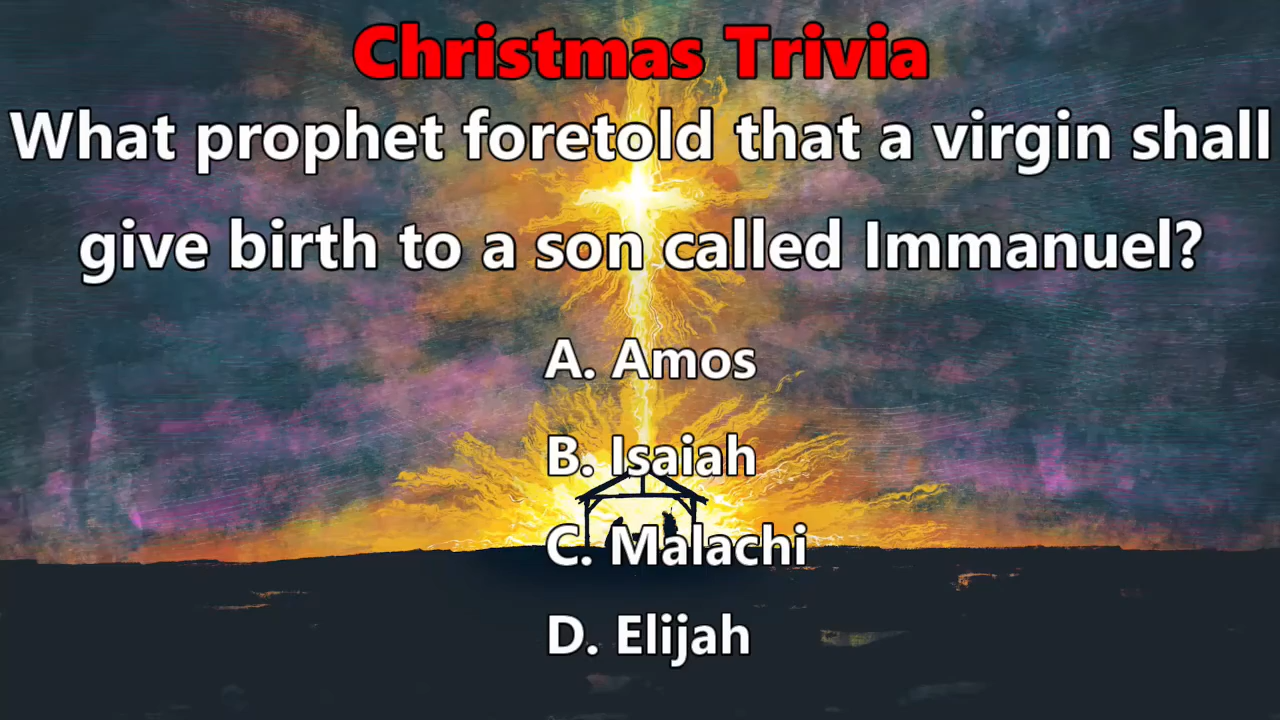 Christmas Trivia
What prophet foretold that a virgin shall
give birth to a son called Immanuel?
A. Amos
B. Isaiah
C. Malachi
D. Elijah